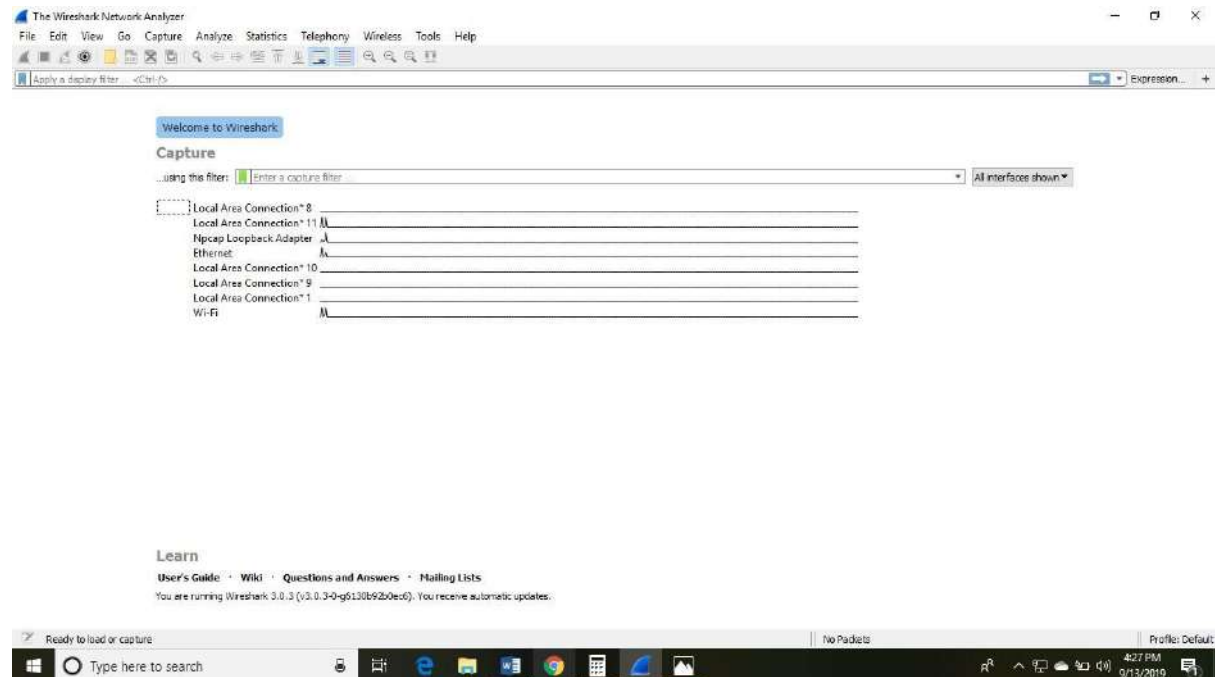 The Wireshark Network Analyzer
File Edit View Go Capture Analyze Statistics Telephony Wireless Tools Help
Apply a display filter ... <Ctrl-/>
Expression... +
Welcome to Wireshark
Capture
...using this filter: Enter a capture filter ...
All interfaces shown
Local Area Connection* 8
Local Area Connection* 11
Npcap Loopback Adapter
Ethernet
Local Area Connection* 10
Local Area Connection* 9
Local Area Connection* 1
Wi-Fi
Learn
User's Guide · Wiki · Questions and Answers · Mailing Lists
You are running Wireshark 3.0.3 (v3.0.3-0-g6130b92b0ec6). You receive automatic updates.
Ready to load or capture
No Packets
Profile: Default
Type here to search
4:27 PM
9/13/2019